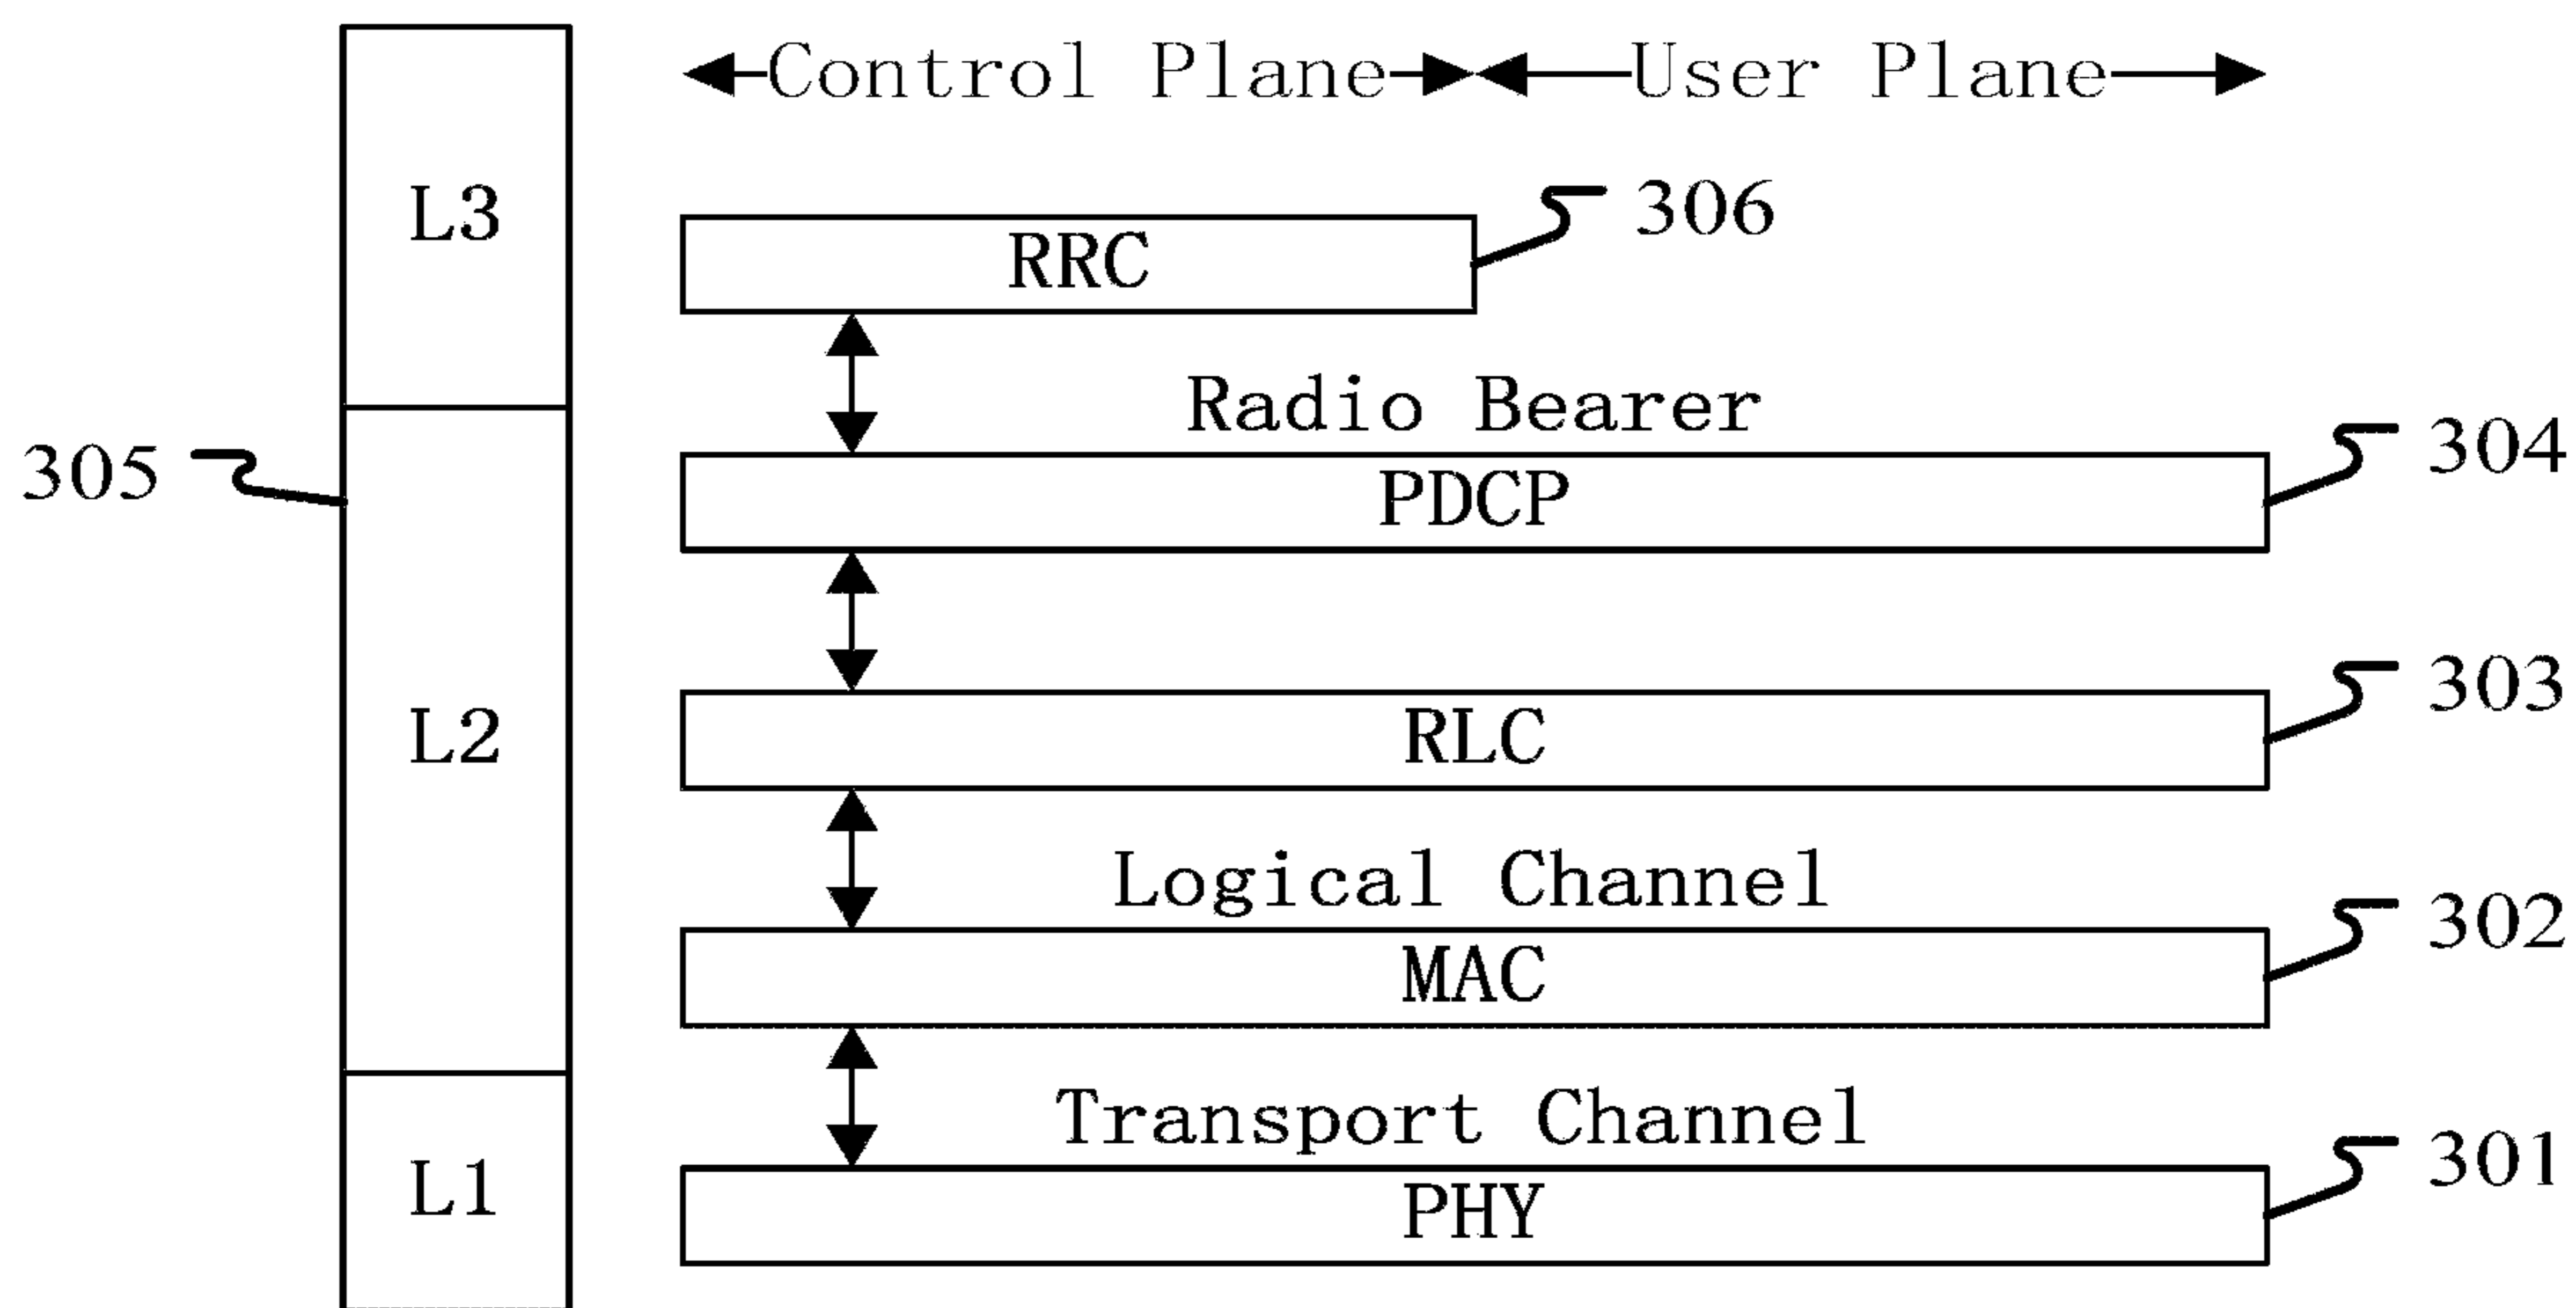 Control Plane User Plane
L3
306
RRC
Radio Bearer
305
304
PDCP
303
L2
RLC
Logical Channel
302
MAC
Transport Channel
301
L1
PHY